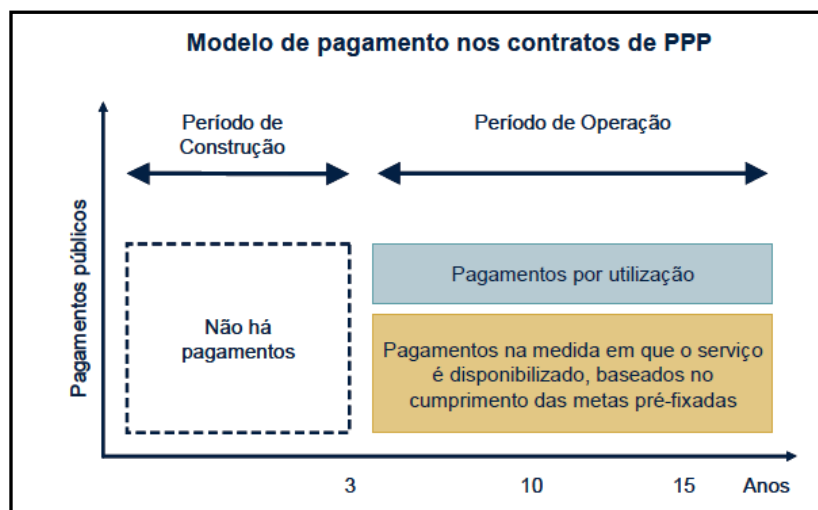 Modelo de pagamento nos contratos de PPP
Período de
Construção
Período de Operação
Pagamentos públicos
Não há
pagamentos
Pagamentos por utilização
Pagamentos na medida em que o serviço
é disponibilizado, baseados no
cumprimento das metas pré-fixadas
3 10 15 Anos